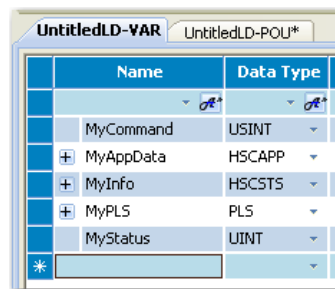 UntitledLD-VAR UntitledLD-POU*
Name Data Type
MyCommand USINT
MyAppData HSCAPP
MyInfo HSCSTS
MyPLS PLS
MyStatus UINT